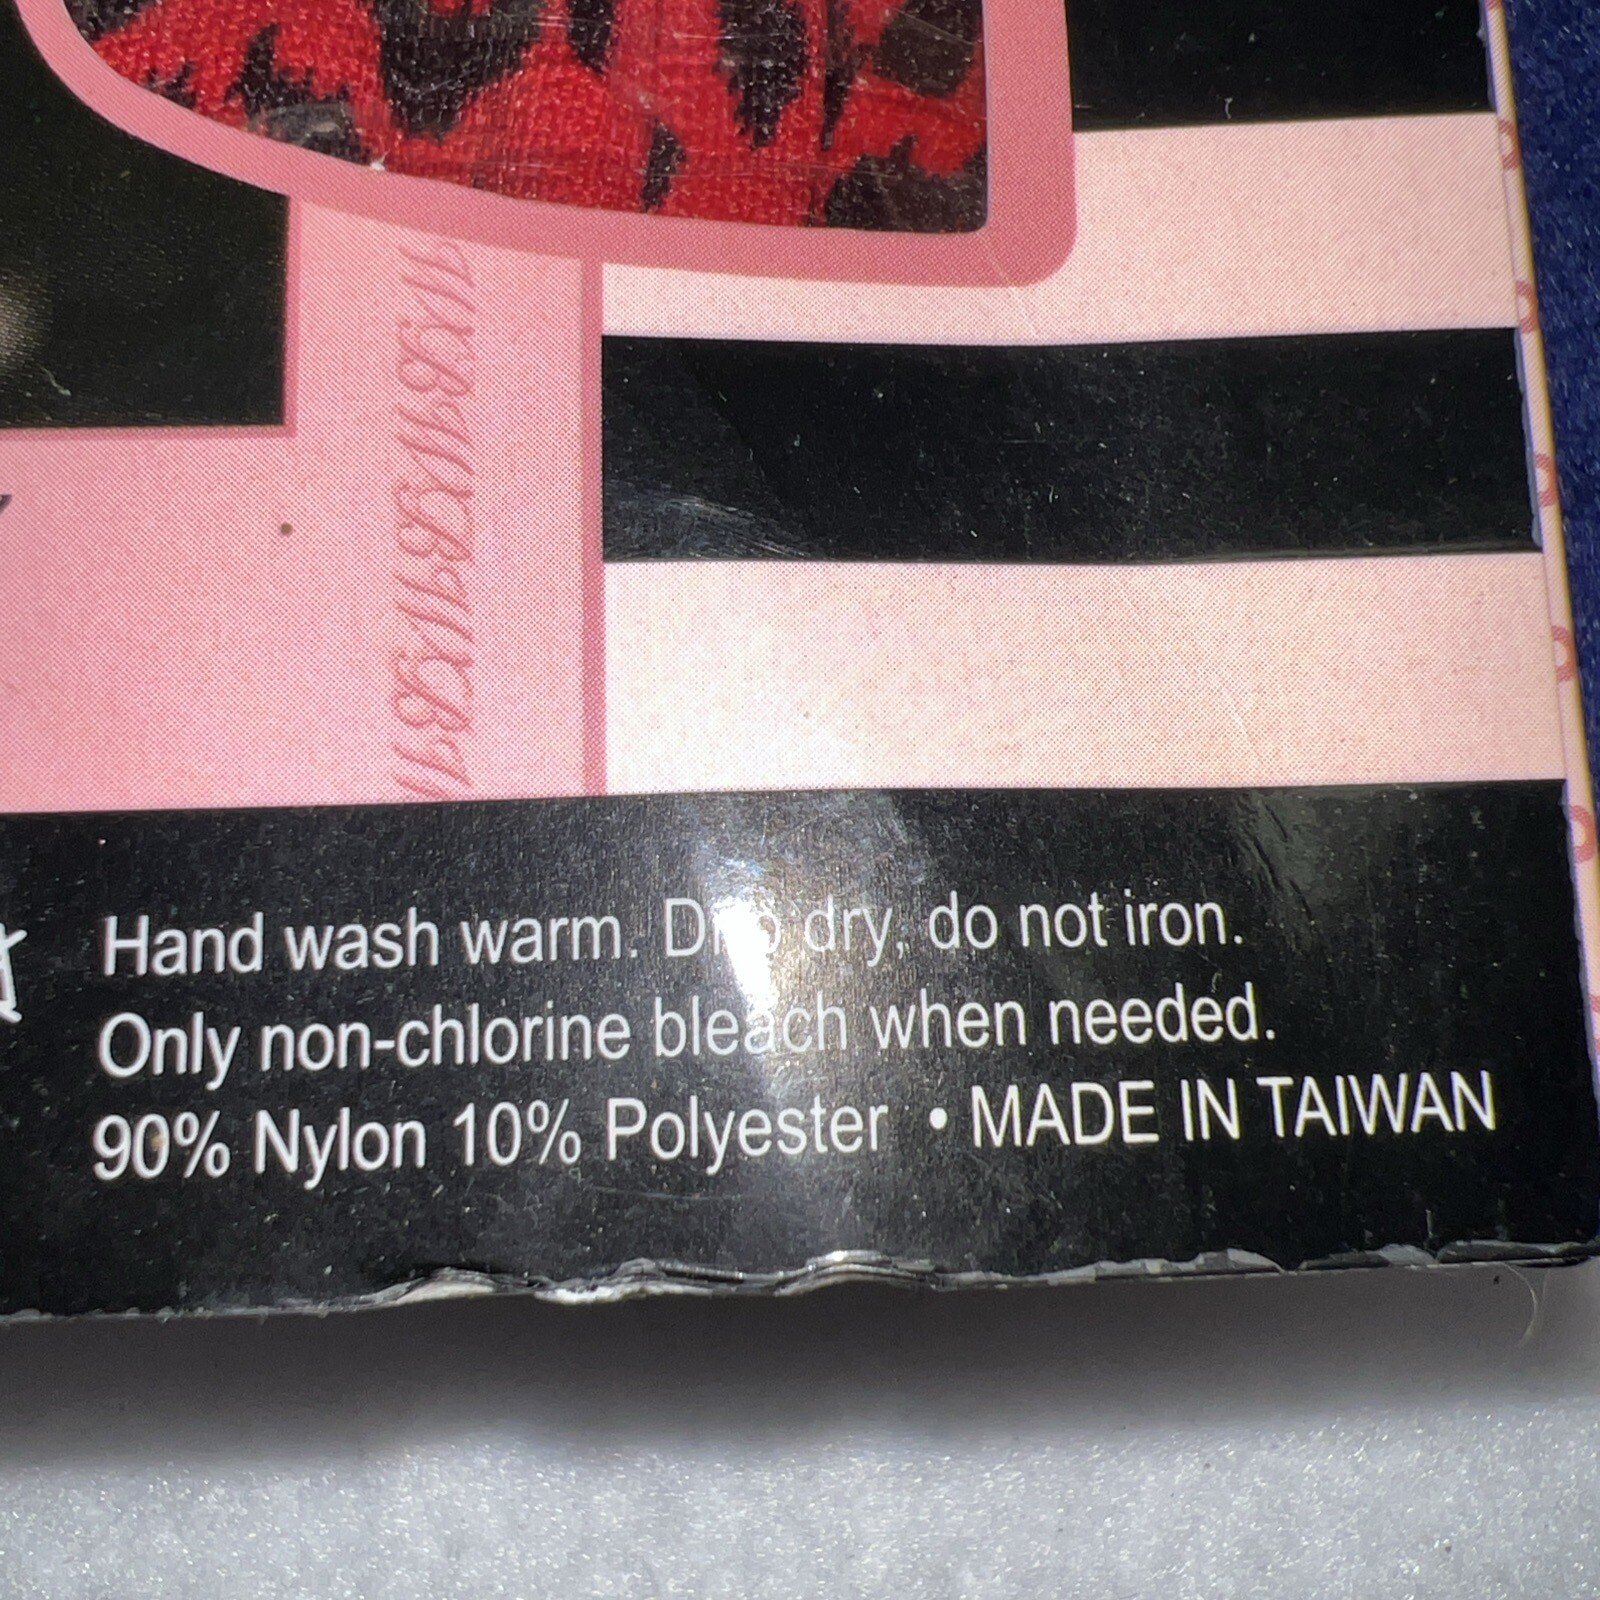 Hand wash warm. Drip dry, do not iron.
Only non-chlorine bleach when needed.
90% Nylon 10% Polyester • MADE IN TAIWAN